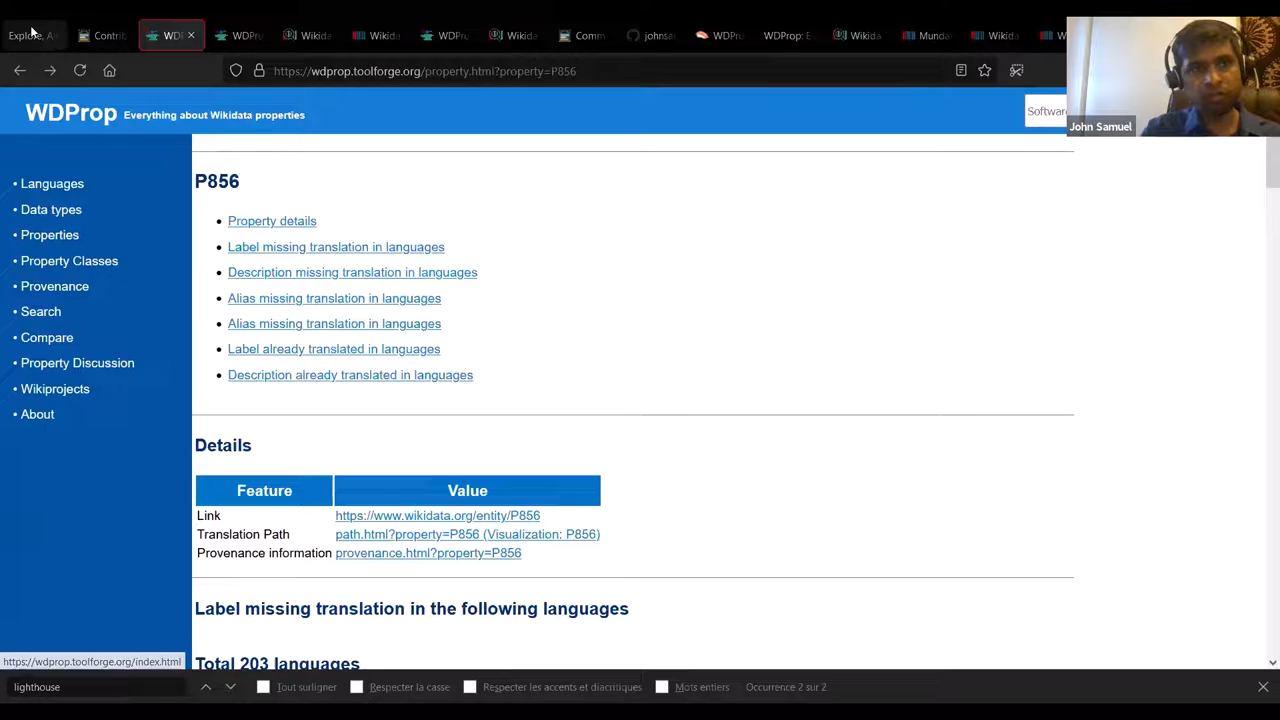 Explore, A
Contrib
WDP
WDPro
Wikida
Wikida
WDPro
Wikida
Comm
johnsa
WDPro
WDProp: E
Wikida
Munda
Wikida
W
https://wdprop.toolforge.org/property.html?property=P856
WDProp Everything about Wikidata properties
Softwar
John Samuel
• Languages
• Data types
• Properties
• Property Classes
• Provenance
• Search
• Compare
• Property Discussion
• Wikiprojects
• About
P856
• Property details
• Label missing translation in languages
• Description missing translation in languages
• Alias missing translation in languages
• Alias missing translation in languages
• Label already translated in languages
• Description already translated in languages
Details
Feature Value
Link https://www.wikidata.org/entity/P856
Translation Path path.html?property=P856 (Visualization: P856)
Provenance information provenance.html?property=P856
Label missing translation in the following languages
Total 203 languages
https://wdprop.toolforge.org/index.html
lighthouse Tout surligner Respecter la casse Respecter les accents et diacritiques Mots entiers Occurrence 2 sur 2